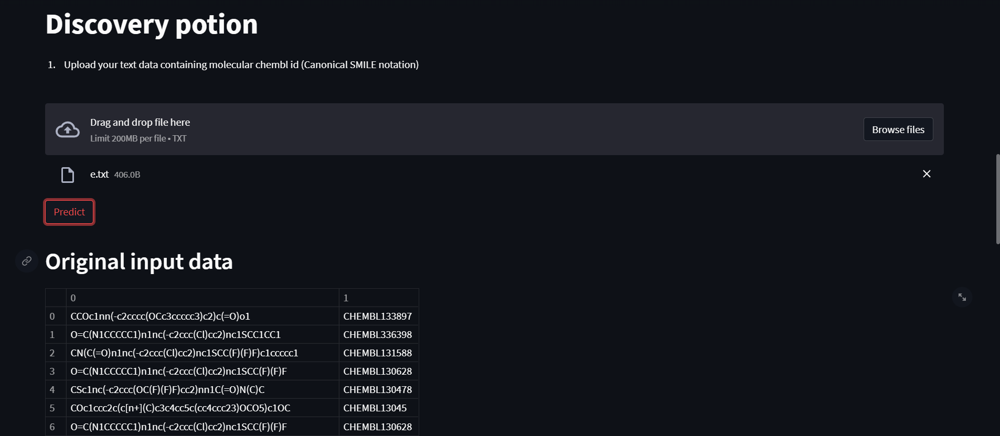 Discovery potion
1. Upload your text data containing molecular chembl id (Canonical SMILE notation)
Drag and drop file here
Limit 200MB per file • TXT
Browse files
e.txt 406.0B
Predict
Original input data
0 1
0 CCOc1nn(-c2cccc(OCc3ccccc3)c2)c(=O)o1 CHEMBL133897
1 O=C(N1CCCCC1)n1nc(-c2ccc(Cl)cc2)nc1SCC1CC1 CHEMBL336398
2 CN(C(=O)n1nc(-c2ccc(Cl)cc2)nc1SCC(F)(F)F)c1ccccc1 CHEMBL131588
3 O=C(N1CCCCC1)n1nc(-c2ccc(Cl)cc2)nc1SCC(F)(F)F CHEMBL130628
4 CSc1nc(-c2ccc(OC(F)(F)F)cc2)nn1C(=O)N(C)C CHEMBL130478
5 COc1ccc2c(c[n+](C)c3c4cc5c(cc4ccc23)OCO5)c1OC CHEMBL13045
6 O=C(N1CCCCC1)n1nc(-c2ccc(Cl)cc2)nc1SCC(F)(F)F CHEMBL130628